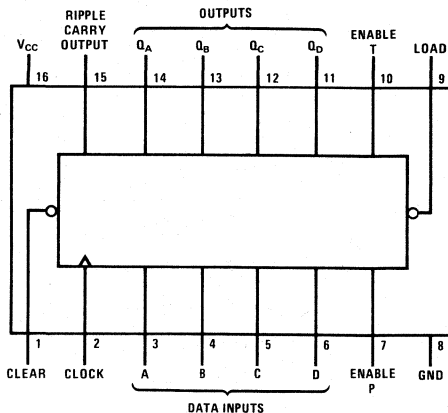 OUTPUTS
RIPPLE
CARRY
OUTPUT
ENABLE
T
VCC
QA
QB
QC
QD
LOAD
16
15
14
13
12
11
10
9
1
2
3
4
5
6
7
8
CLEAR
CLOCK
A
B
C
D
ENABLE
P
GND
DATA INPUTS